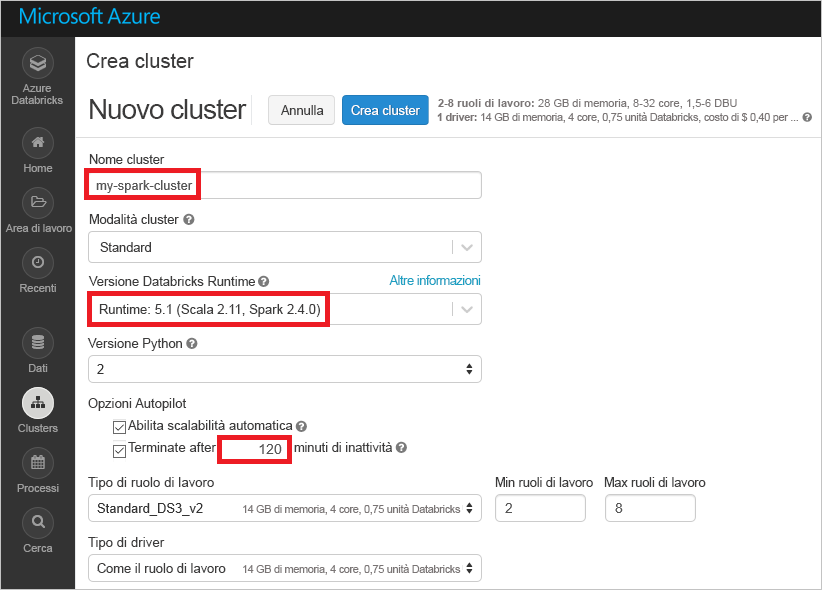 Microsoft Azure
Azure
Databricks
Home
Area di lavoro
Recenti
Dati
Clusters
Processi
Cerca
Crea cluster
Nuovo cluster
Annulla
Crea cluster
2-8 ruoli di lavoro: 28 GB di memoria, 8-32 core, 1,5-6 DBU
1 driver: 14 GB di memoria, 4 core, 0,75 unità Databricks, costo di $ 0,40 per ... ?
Nome cluster
my-spark-cluster
Modalità cluster ?
Standard
Versione Databricks Runtime ? Altre informazioni
Runtime: 5.1 (Scala 2.11, Spark 2.4.0)
Versione Python ?
2
Opzioni Autopilot
Abilita scalabilità automatica ?
Terminate after 120 minuti di inattività ?
Tipo di ruolo di lavoro Min ruoli di lavoro Max ruoli di lavoro
Standard_DS3_v2 14 GB di memoria, 4 core, 0,75 unità Databricks 2 8
Tipo di driver
Come il ruolo di lavoro 14 GB di memoria, 4 core, 0,75 unità Databricks